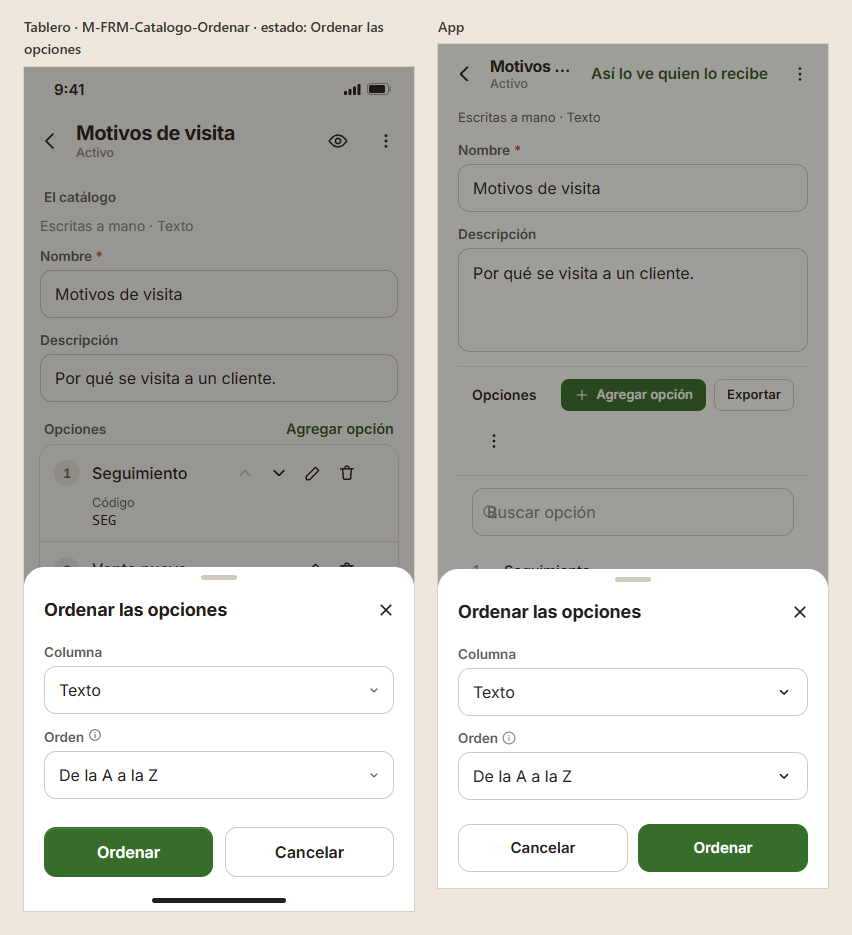 Tablero · M-FRM-Catalogo-Ordenar · estado: Ordenar las
opciones
9:41
Motivos de visita
Activo
El catálogo
Escritas a mano · Texto
Nombre *
Motivos de visita
Descripción
Por qué se visita a un cliente.
Opciones
Agregar opción
1 Seguimiento
Código
SEG
Ordenar las opciones
Columna
Texto
Orden
De la A a la Z
Ordenar
Cancelar
App
Motivos ...
Activo
Así lo ve quien lo recibe
Escritas a mano · Texto
Nombre *
Motivos de visita
Descripción
Por qué se visita a un cliente.
Opciones
+ Agregar opción
Exportar
Buscar opción
1 Seguimiento
Ordenar las opciones
Columna
Texto
Orden
De la A a la Z
Cancelar
Ordenar